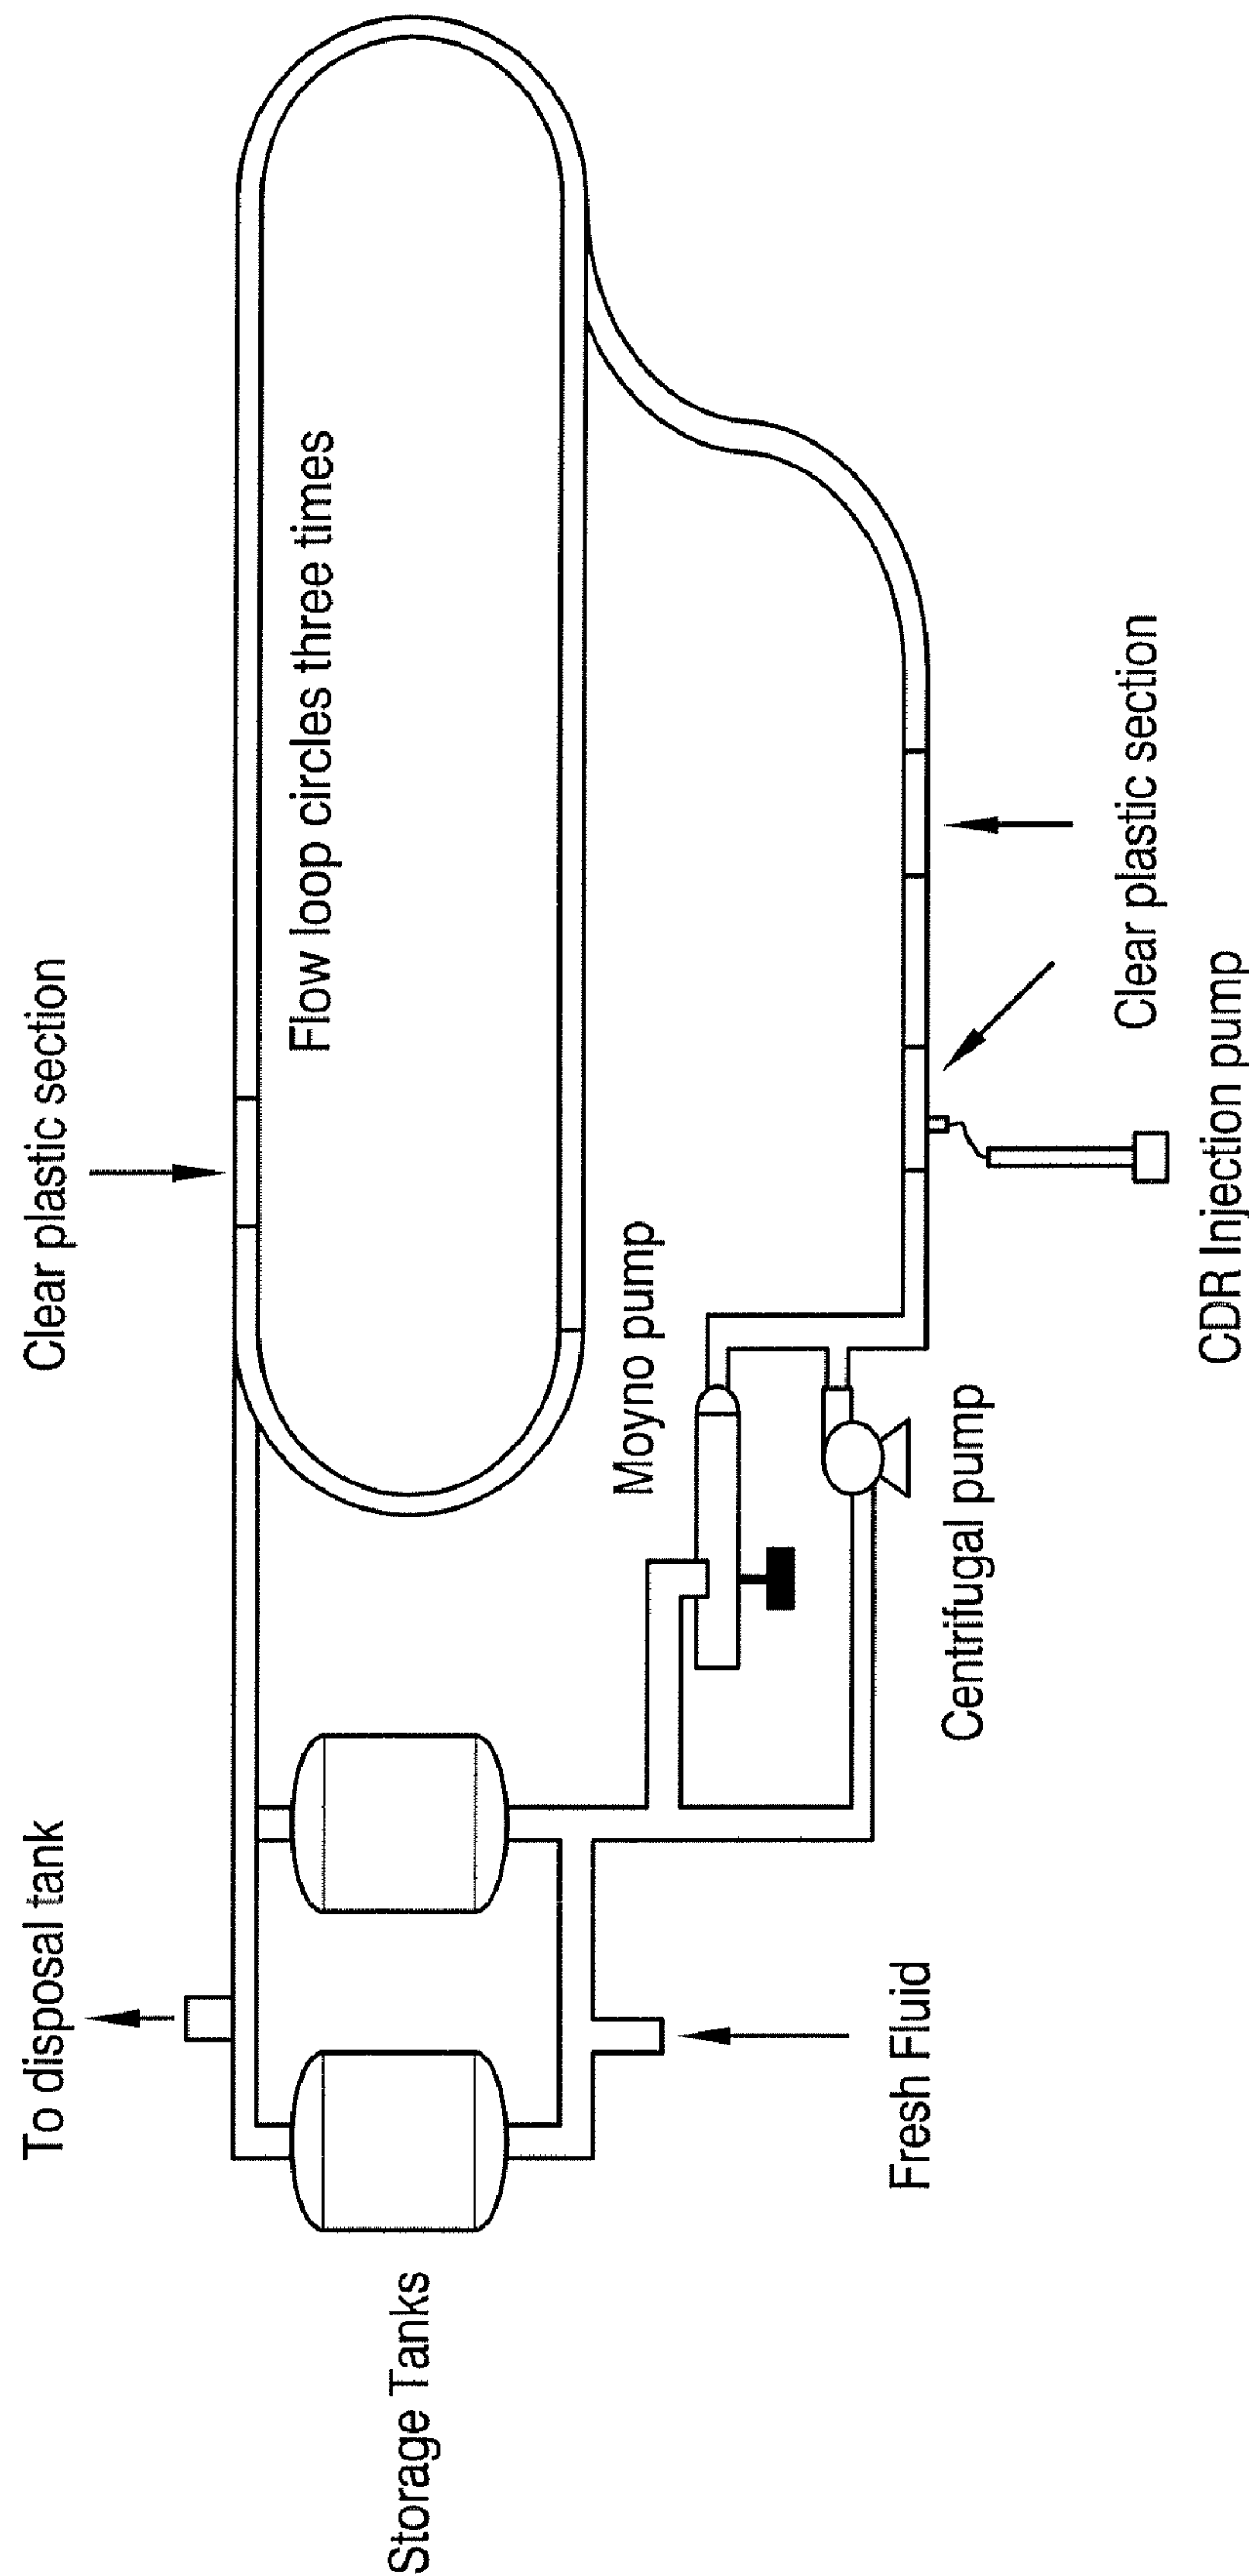 To disposal tank
Clear plastic section
Flow loop circles three times
Storage Tanks
Moyno pump
Fresh Fluid
Centrifugal pump
Clear plastic section
CDR Injection pump